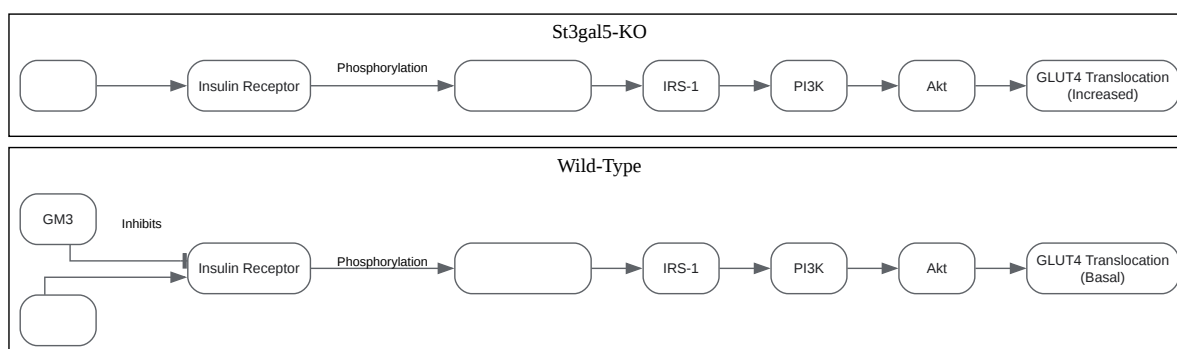 St3gal5-KO
Phosphorylation
Insulin Receptor
IRS-1
PI3K
Akt
GLUT4 Translocation
(Increased)
Wild-Type
GM3
Inhibits
Insulin Receptor
Phosphorylation
IRS-1
PI3K
Akt
GLUT4 Translocation
(Basal)